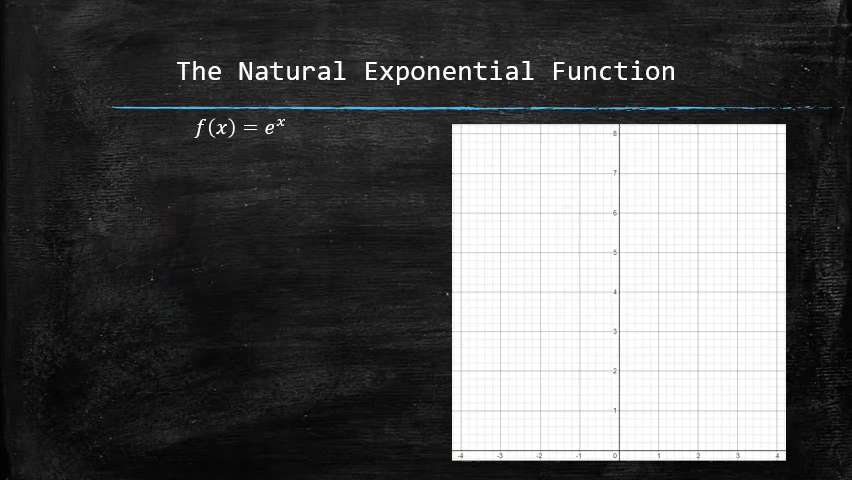 The Natural Exponential Function
f(x) = eˣ
8
7
6
5
4
3
2
1
-4 -3 -2 -1 0 1 2 3 4